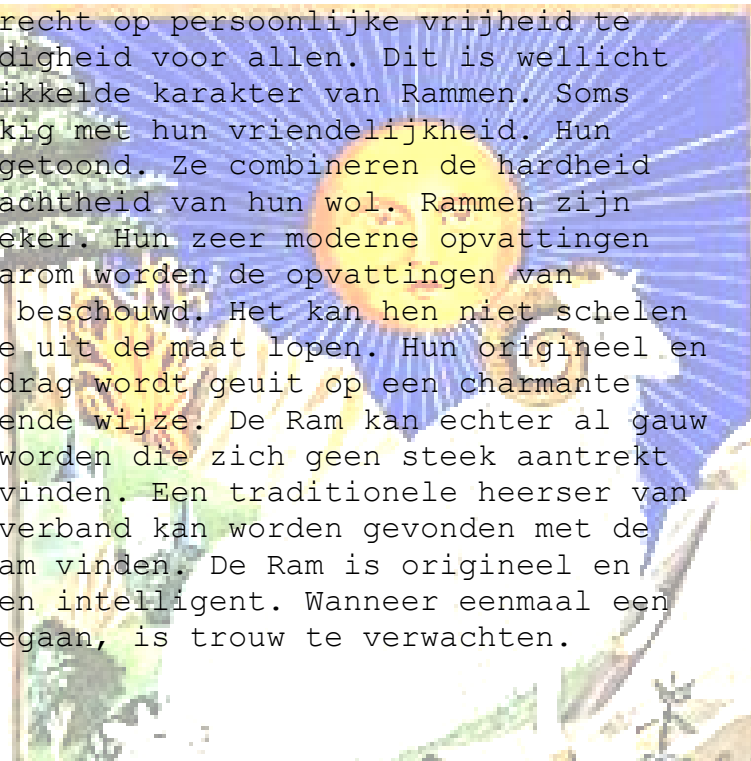 recht op persoonlijke vrijheid te
digheid voor allen. Dit is wellicht
ikkelde karakter van Rammen. Soms
kig met hun vriendelijkheid. Hun
getoond. Ze combineren de hardheid
achtheid van hun wol. Rammen zijn
eker. Hun zeer moderne opvattingen
arom worden de opvattingen van
beschouwd. Het kan hen niet schelen
e uit de maat lopen. Hun origineel en
drag wordt geuit op een charmante
ende wijze. De Ram kan echter al gauw
worden die zich geen steek aantrekt
vinden. Een traditionele heerser van
verband kan worden gevonden met de
am vinden. De Ram is origineel en
en intelligent. Wanneer eenmaal een
egaan, is trouw te verwachten.